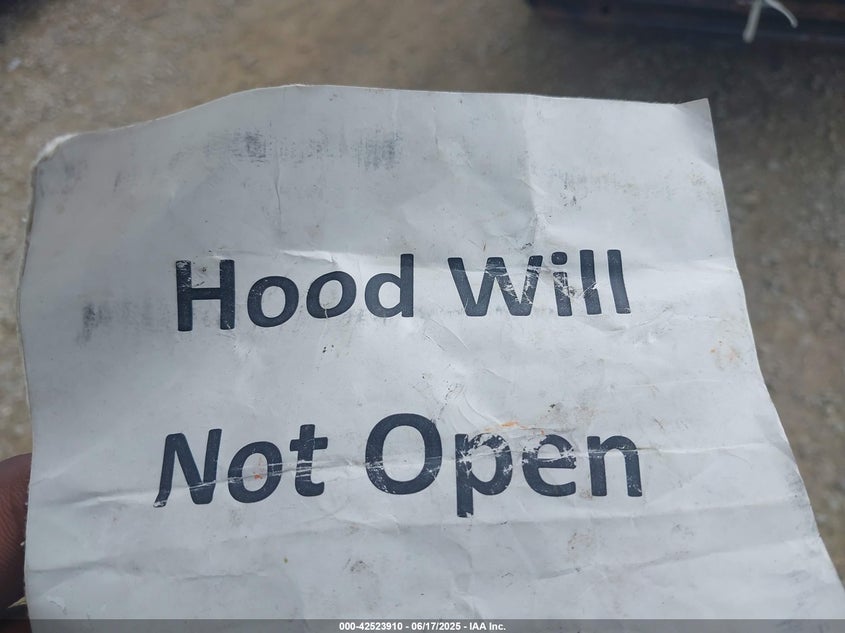 Hood Will
Not Open
000-42523910 - 06/17/2025 - IAA Inc.